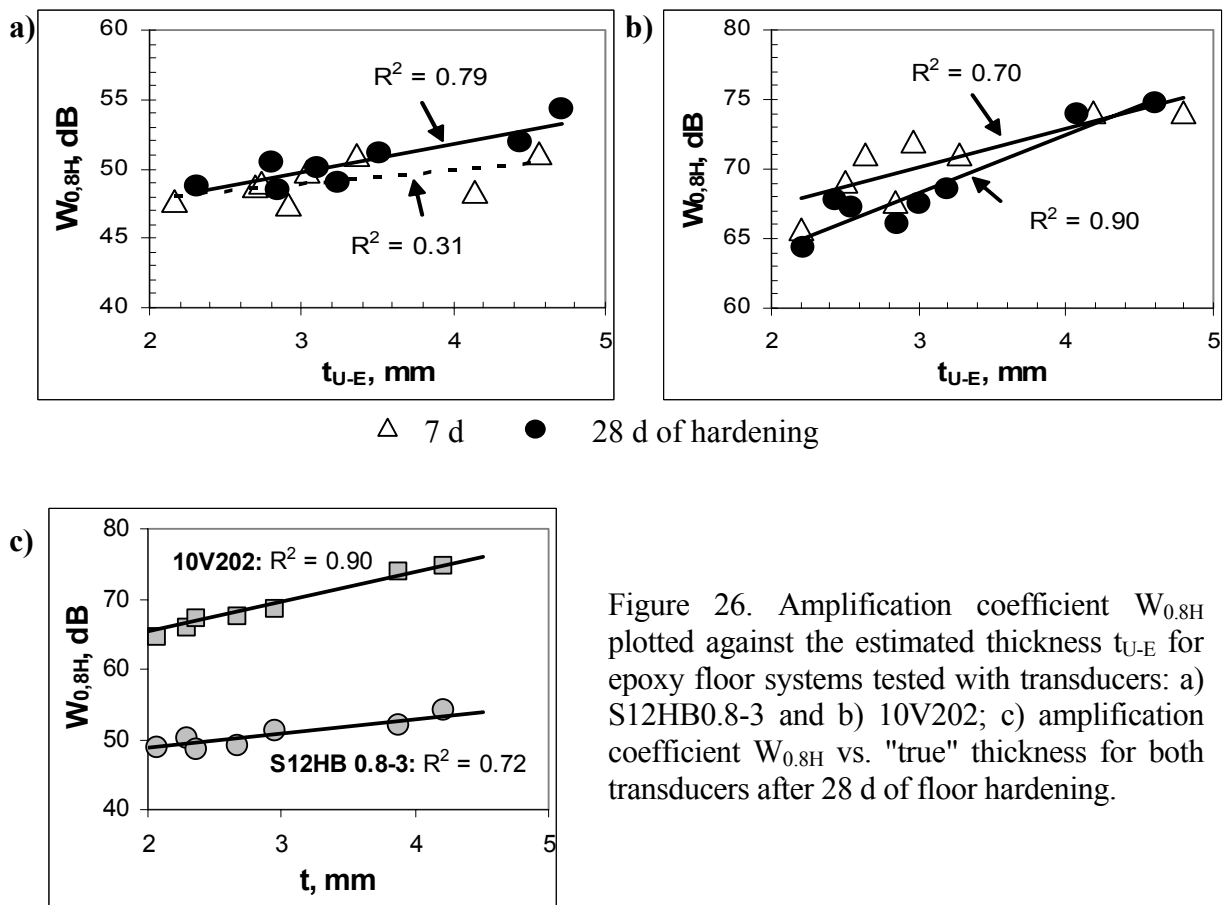 a)
60
55
50
45
40
W0,8H, dB
R² = 0.79
R² = 0.31
2 3 4 5
tU-E, mm
b)
80
75
70
65
60
W0,8H, dB
R² = 0.70
R² = 0.90
2 3 4 5
tU-E, mm
△ 7 d ● 28 d of hardening
c)
80
70
60
50
40
W0,8H, dB
10V202: R² = 0.90
S12HB 0.8-3: R² = 0.72
2 3 4 5
t, mm
Figure 26. Amplification coefficient W0.8H
plotted against the estimated thickness tU-E for
epoxy floor systems tested with transducers: a)
S12HB0.8-3 and b) 10V202; c) amplification
coefficient W0.8H vs. "true" thickness for both
transducers after 28 d of floor hardening.